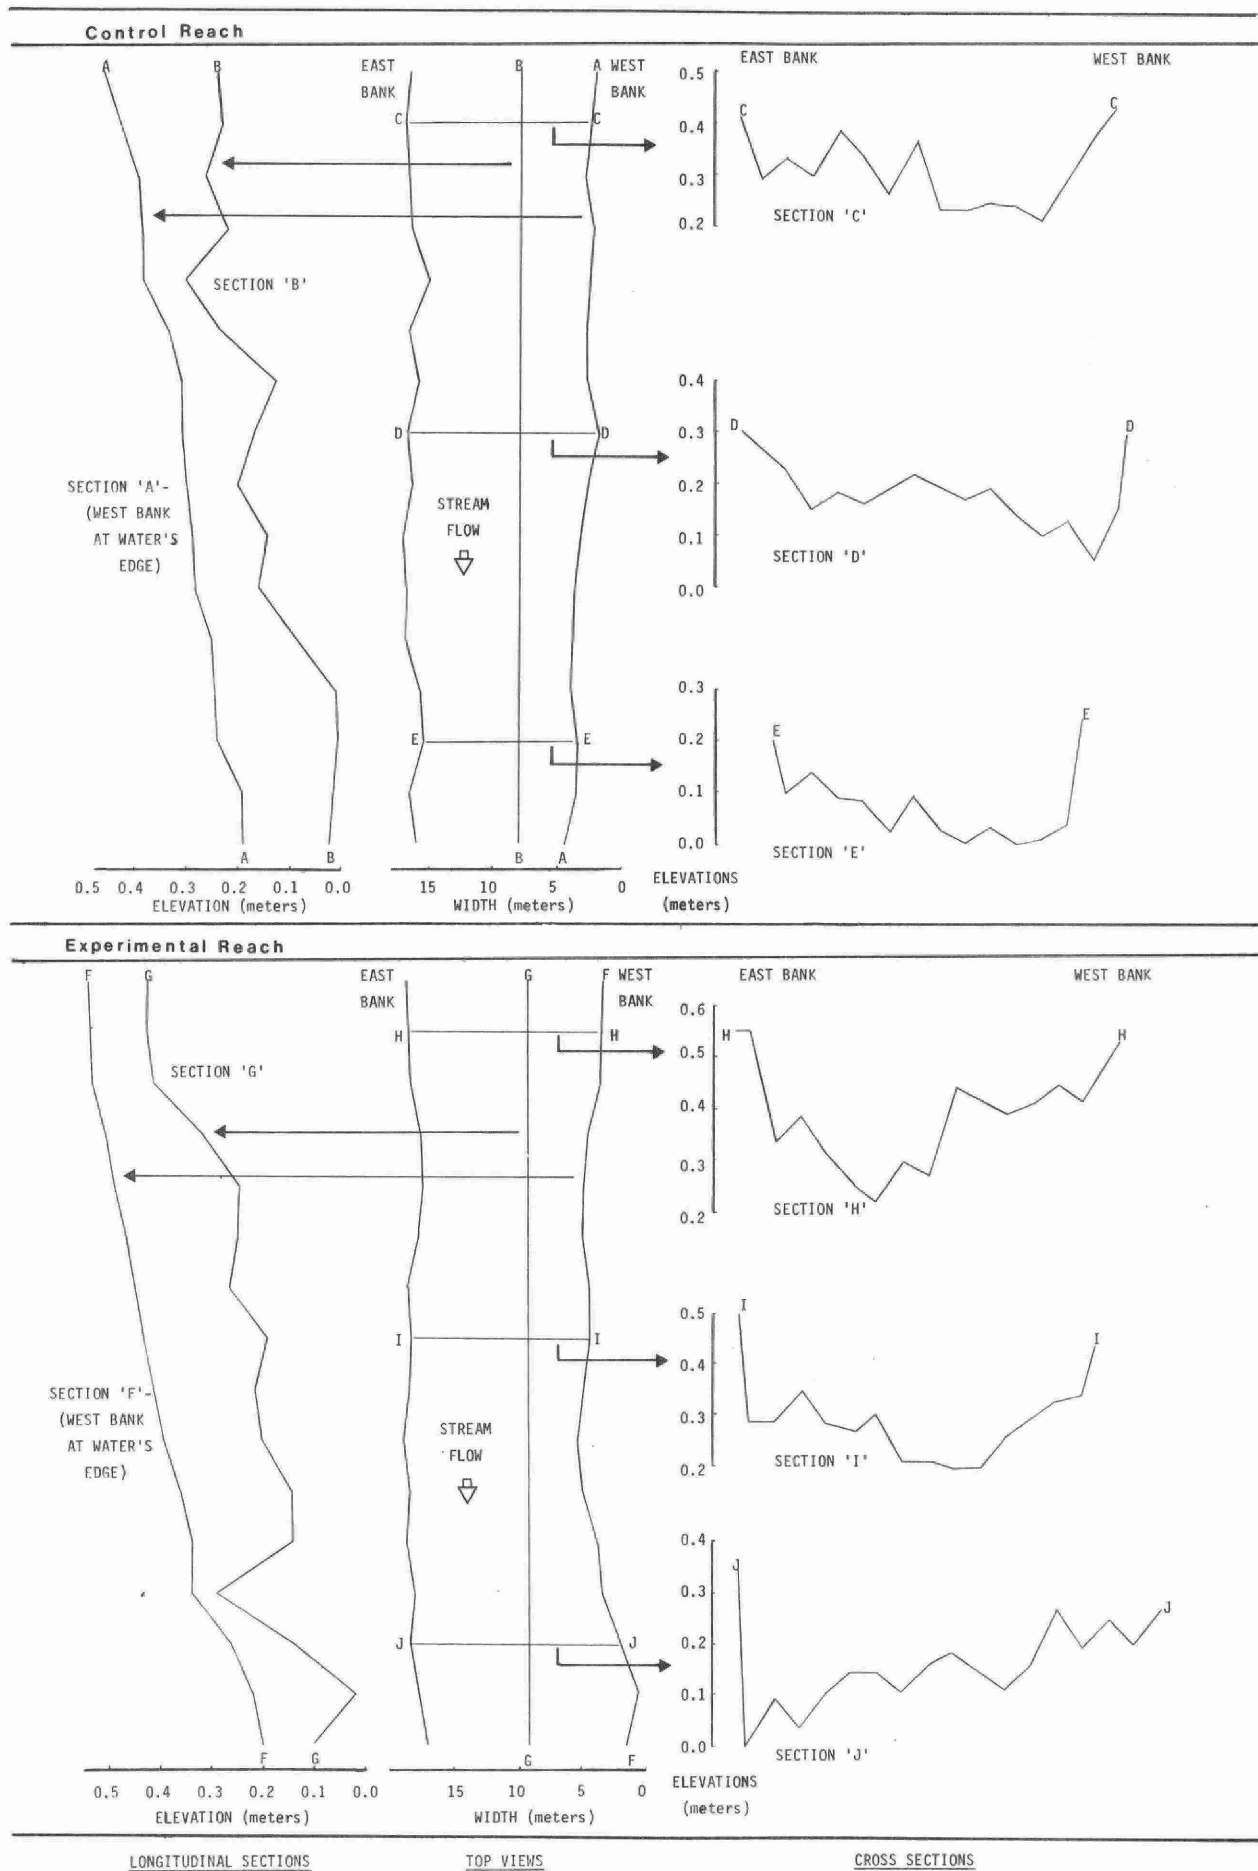 Control Reach
A B EAST B A WEST EAST BANK WEST BANK
BANK BANK
0.5
C C C C
0.4
0.3
0.2 SECTION 'C'
SECTION 'B'
0.4
D D D 0.3 D
SECTION 'A'-
(WEST BANK
AT WATER'S
EDGE)
STREAM
FLOW
0.2
0.1
0.0
SECTION 'D'
0.3
E E E E
0.2
0.1
0.0 SECTION 'E'
A B B A
ELEVATIONS
(meters)
0.5 0.4 0.3 0.2 0.1 0.0 15 10 5 0
ELEVATION (meters) WIDTH (meters)
Experimental Reach
F G EAST G F WEST EAST BANK WEST BANK
BANK BANK
0.6
H H H H
0.5
SECTION 'G'
0.4
0.3
0.2 SECTION 'H'
0.5 I
I I I
0.4
SECTION 'F'-
(WEST BANK
AT WATER'S
EDGE)
STREAM
FLOW
0.3
0.2
SECTION 'I'
0.4
J
0.3
J J J
0.2
0.1
0.0 SECTION 'J'
F G G F
ELEVATIONS
(meters)
0.5 0.4 0.3 0.2 0.1 0.0 15 10 5 0
ELEVATION (meters) WIDTH (meters)
LONGITUDINAL SECTIONS TOP VIEWS CROSS SECTIONS